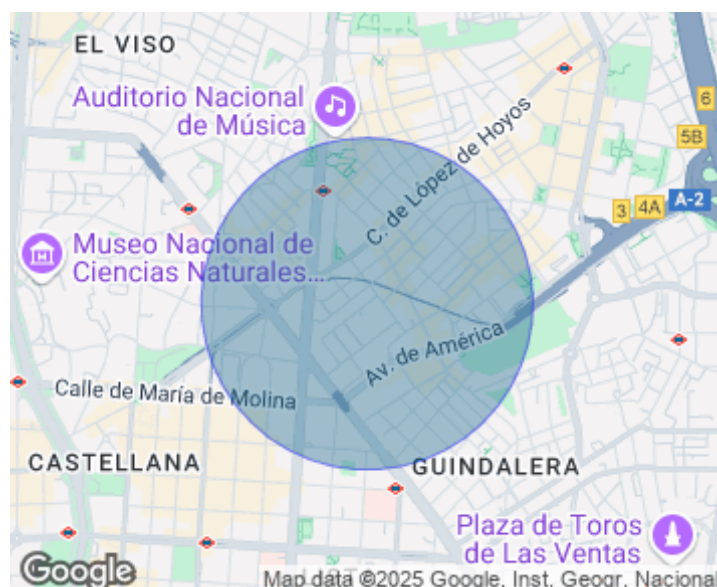 EL VISO
Auditorio Nacional
de Música
C. de López de Hoyos
6
5B
A-2
4A
3
Museo Nacional de
Ciencias Naturales....
Av. de América
Calle de María de Molina
CASTELLANA
GUINDALERA
Plaza de Toros
de Las Ventas
Google
Map data ©2025 Google, Inst. Geogr. Nacional